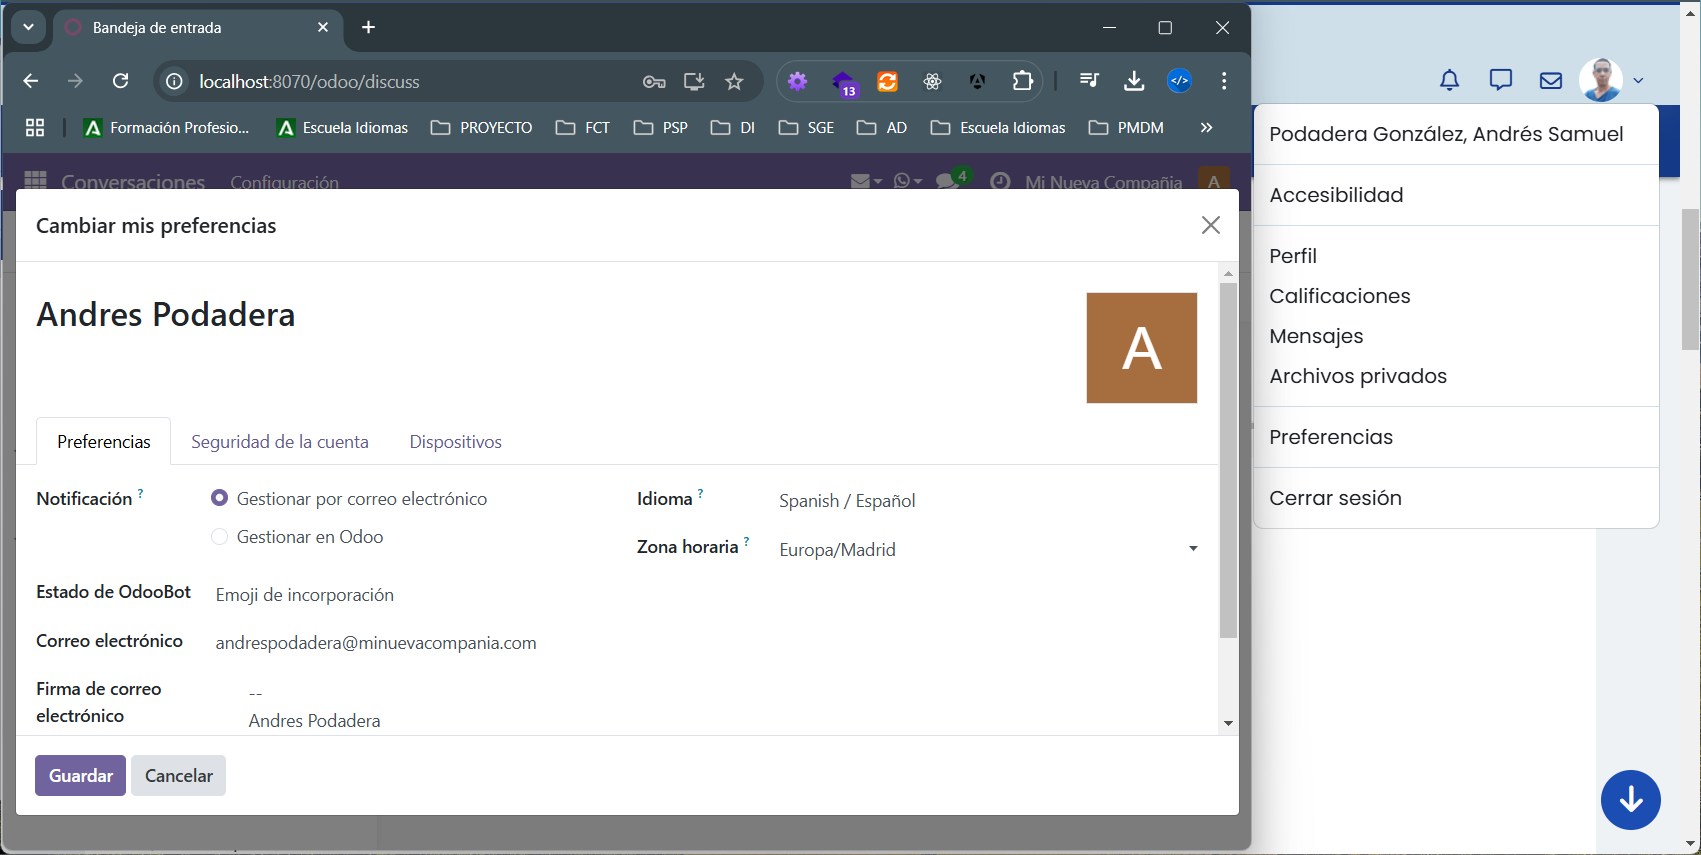 Bandeja de entrada
localhost:8070/odoo/discuss
13
</>
Formación Profesio...
Escuela Idiomas
PROYECTO
FCT
PSP
DI
SGE
AD
Escuela Idiomas
PMDM
»
Conversaciones
Configuración
4
Mi Nueva Compañia
A
Cambiar mis preferencias
Andres Podadera
A
Preferencias
Seguridad de la cuenta
Dispositivos
Notificación ?
Gestionar por correo electrónico
Gestionar en Odoo
Idioma ?
Spanish / Español
Zona horaria ?
Europa/Madrid
Estado de OdooBot
Emoji de incorporación
Correo electrónico
andrespodadera@minuevacompania.com
Firma de correo
electrónico
--
Andres Podadera
Guardar
Cancelar
Podadera González, Andrés Samuel
Accesibilidad
Perfil
Calificaciones
Mensajes
Archivos privados
Preferencias
Cerrar sesión